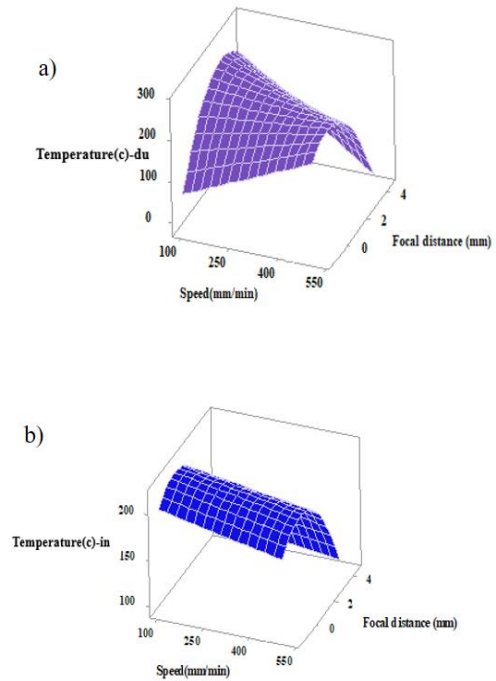 a)
300
200
Temperature(c)-du
100
0
4
2
0
Focal distance (mm)
100
250
400
550
Speed(mm/min)
b)
200
Temperature(c)-in
150
100
4
2
0
Focal distance (mm)
100
250
400
550
Speed(mm/min)